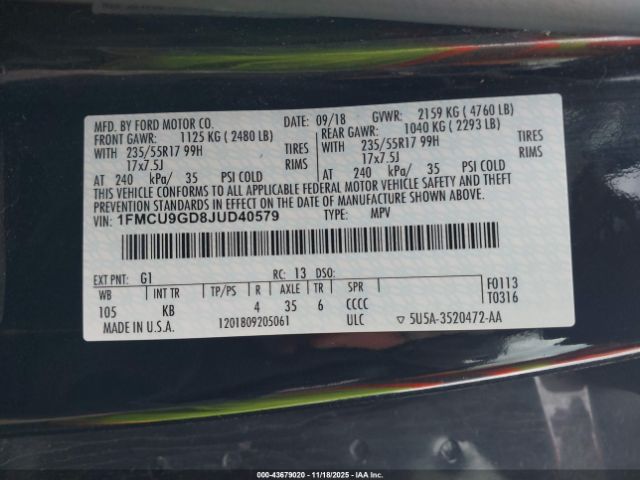 MFD. BY FORD MOTOR CO. DATE: 09/18 GVWR: 2159 KG ( 4760 LB)
FRONT GAWR: 1125 KG ( 2480 LB) REAR GAWR: 1040 KG ( 2293 LB)
WITH 235/55R17 99H TIRES WITH 235/55R17 99H TIRES
17x7.5J RIMS 17x7.5J RIMS
AT 240 kPa/ 35 PSI COLD AT 240 kPa/ 35 PSI COLD
THIS VEHICLE CONFORMS TO ALL APPLICABLE FEDERAL MOTOR VEHICLE SAFETY AND THEFT
PREVENTION STANDARDS IN EFFECT ON THE DATE OF MANUFACTURE SHOWN ABOVE.
VIN: 1FMCU9GD8JUD40579 TYPE: MPV
EXT PNT: G1 RC: 13 DSO: F0113
WB INT TR TP/PS R AXLE TR SPR T0316
105 KB 4 35 6 CCCC
MADE IN U.S.A. 1201809205061 ULC ▽ 5U5A-3520472-AA
000-43679020 - 11/18/2025 - IAA Inc.